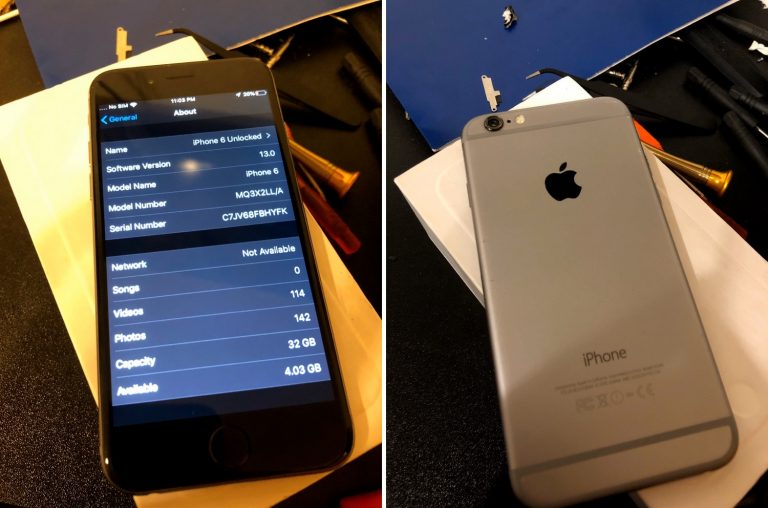 .... No SIM 11:03 PM 20%
General About
Name iPhone 6 Unlocked
Software Version 13.0
Model Name iPhone 6
Model Number MQ3X2LL/A
Serial Number C7JV68FBHYFK
Network Not Available
Songs 0
Videos 114
Photos 142
Capacity 32 GB
Available 4.03 GB
iPhone